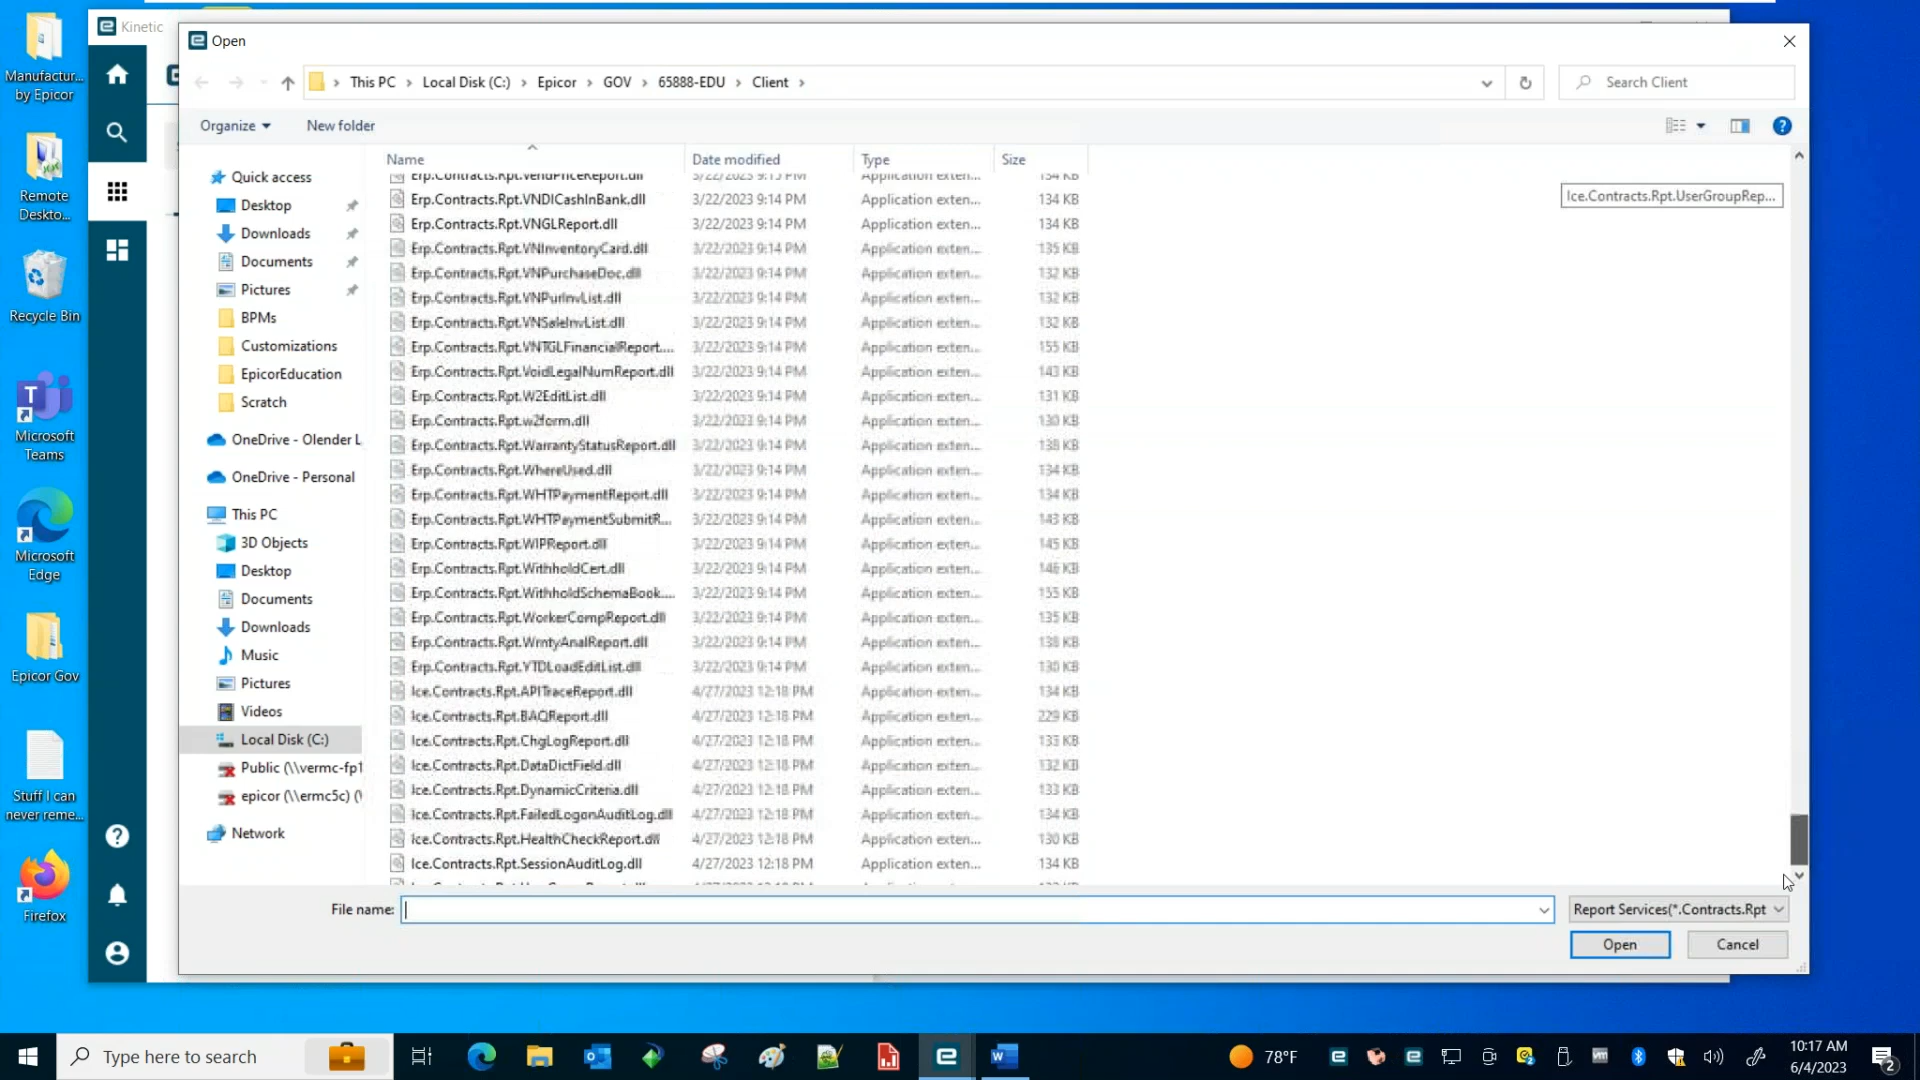 Manufactur...
by Epicor
Remote
Deskto...
Recycle Bin
Microsoft
Teams
Microsoft
Edge
Epicor Gov
Stuff I can
never reme...
Firefox
Kinetic
Open
This PC > Local Disk (C:) > Epicor > GOV > 65888-EDU > Client >
Search Client
Organize
New folder
Quick access
Desktop
Downloads
Documents
Pictures
BPMs
Customizations
EpicorEducation
Scratch
OneDrive - Olender L
OneDrive - Personal
This PC
3D Objects
Desktop
Documents
Downloads
Music
Pictures
Videos
Local Disk (C:)
Public (\\vermc-fp1
epicor (\\ermc5c) (\
Network
Name Date modified Type Size
Erp.Contracts.Rpt.VendPriceReport.dll 3/22/2023 9:15 PM Application exten... 134 KB
Erp.Contracts.Rpt.VNDICashInBank.dll 3/22/2023 9:14 PM Application exten... 134 KB
Erp.Contracts.Rpt.VNGLReport.dll 3/22/2023 9:14 PM Application exten... 134 KB
Erp.Contracts.Rpt.VNInventoryCard.dll 3/22/2023 9:14 PM Application exten... 135 KB
Erp.Contracts.Rpt.VNPurchaseDoc.dll 3/22/2023 9:14 PM Application exten... 132 KB
Erp.Contracts.Rpt.VNPurInvList.dll 3/22/2023 9:14 PM Application exten... 132 KB
Erp.Contracts.Rpt.VNSaleInvList.dll 3/22/2023 9:14 PM Application exten... 132 KB
Erp.Contracts.Rpt.VNTGLFinancialReport.... 3/22/2023 9:14 PM Application exten... 155 KB
Erp.Contracts.Rpt.VoidLegalNumReport.dll 3/22/2023 9:14 PM Application exten... 143 KB
Erp.Contracts.Rpt.W2EditList.dll 3/22/2023 9:14 PM Application exten... 131 KB
Erp.Contracts.Rpt.w2form.dll 3/22/2023 9:14 PM Application exten... 130 KB
Erp.Contracts.Rpt.WarrantyStatusReport.dll 3/22/2023 9:14 PM Application exten... 138 KB
Erp.Contracts.Rpt.WhereUsed.dll 3/22/2023 9:14 PM Application exten... 134 KB
Erp.Contracts.Rpt.WHTPaymentReport.dll 3/22/2023 9:14 PM Application exten... 134 KB
Erp.Contracts.Rpt.WHTPaymentSubmitR... 3/22/2023 9:14 PM Application exten... 143 KB
Erp.Contracts.Rpt.WIPReport.dll 3/22/2023 9:14 PM Application exten... 145 KB
Erp.Contracts.Rpt.WithholdCert.dll 3/22/2023 9:14 PM Application exten... 146 KB
Erp.Contracts.Rpt.WithholdSchemaBook.... 3/22/2023 9:14 PM Application exten... 155 KB
Erp.Contracts.Rpt.WorkerCompReport.dll 3/22/2023 9:14 PM Application exten... 135 KB
Erp.Contracts.Rpt.WrntyAnalReport.dll 3/22/2023 9:14 PM Application exten... 138 KB
Erp.Contracts.Rpt.YTDLoadEditList.dll 3/22/2023 9:14 PM Application exten... 130 KB
Ice.Contracts.Rpt.APITraceReport.dll 4/27/2023 12:18 PM Application exten... 134 KB
Ice.Contracts.Rpt.BAQReport.dll 4/27/2023 12:18 PM Application exten... 229 KB
Ice.Contracts.Rpt.ChgLogReport.dll 4/27/2023 12:18 PM Application exten... 133 KB
Ice.Contracts.Rpt.DataDictField.dll 4/27/2023 12:18 PM Application exten... 132 KB
Ice.Contracts.Rpt.DynamicCriteria.dll 4/27/2023 12:18 PM Application exten... 133 KB
Ice.Contracts.Rpt.FailedLogonAuditLog.dll 4/27/2023 12:18 PM Application exten... 134 KB
Ice.Contracts.Rpt.HealthCheckReport.dll 4/27/2023 12:18 PM Application exten... 130 KB
Ice.Contracts.Rpt.SessionAuditLog.dll 4/27/2023 12:18 PM Application exten... 134 KB
Ice.Contracts.Rpt.UserGroupRep...
File name:
Report Services(*.Contracts.Rpt
Open
Cancel
Type here to search
78°F
10:17 AM
6/4/2023
2